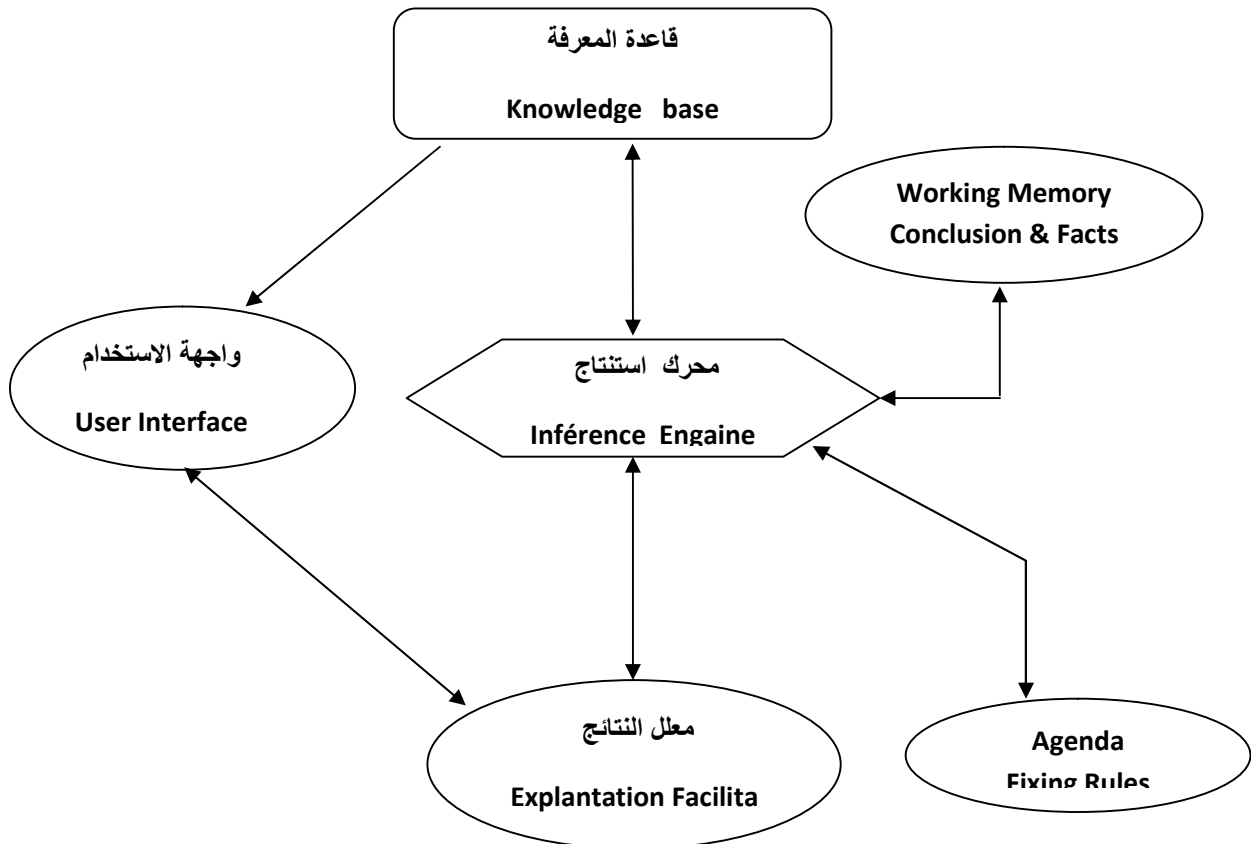 قاعدة المعرفة
Knowledge base
Working Memory
Conclusion & Facts
واجهة الاستخدام
User Interface
محرك استنتاج
Inférence Engaine
معلل النتائج
Explantation Facilita
Agenda
Fixing Rules